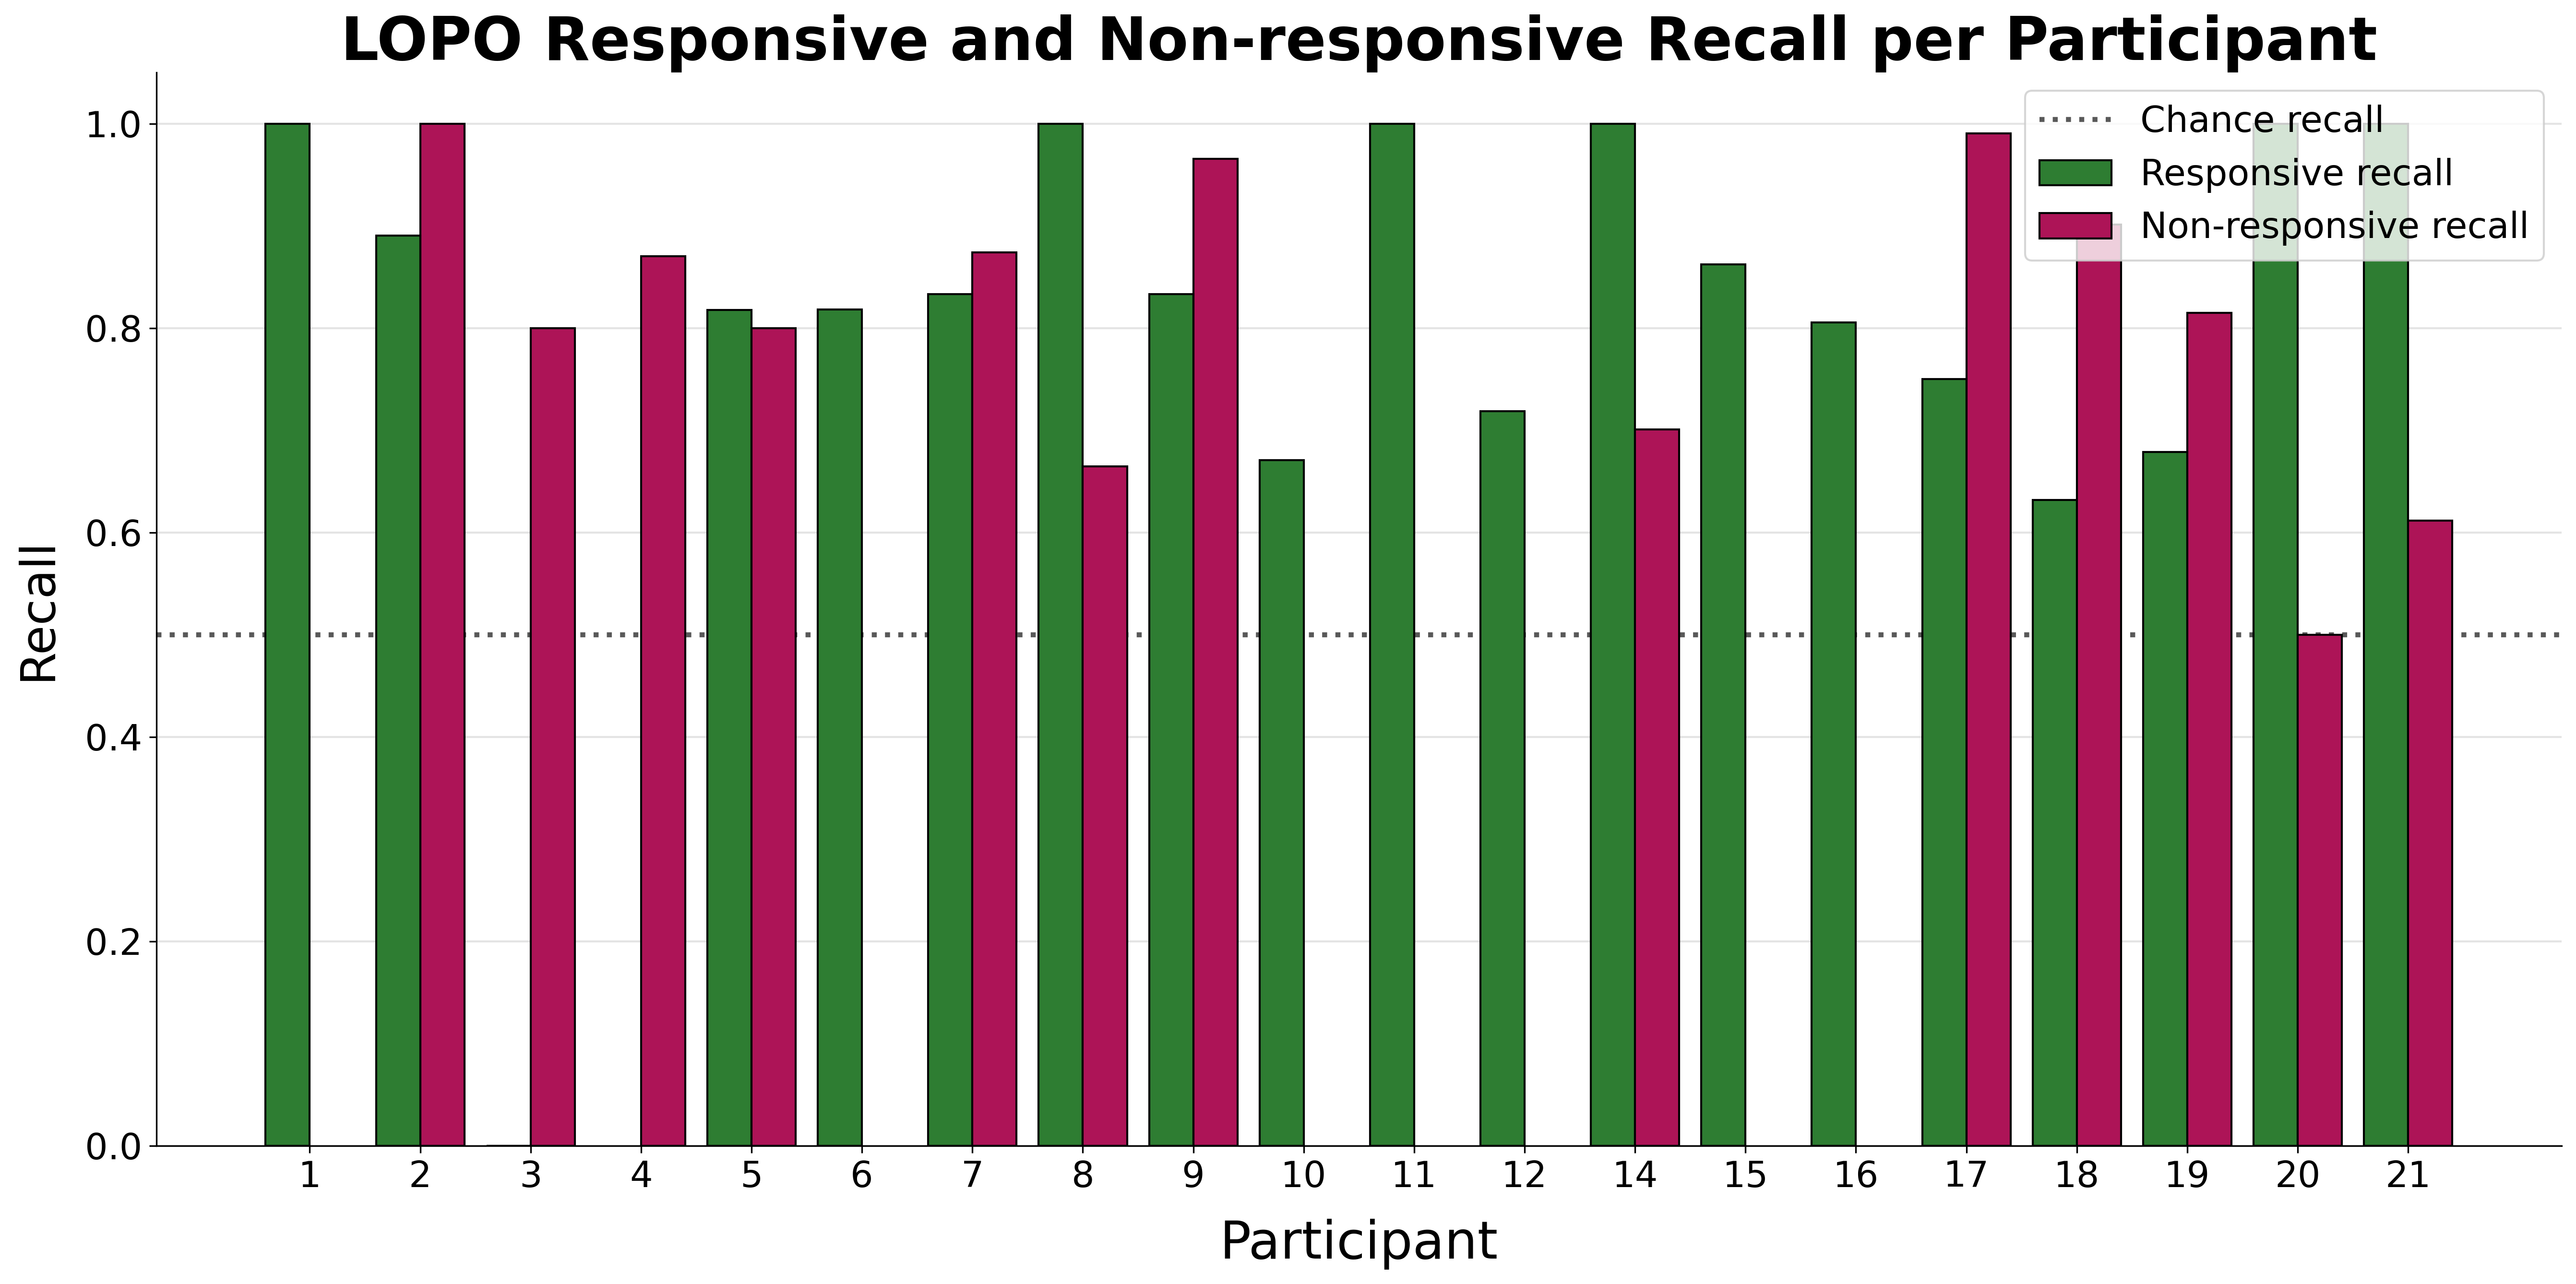 LOPO Responsive and Non-responsive Recall per Participant
Chance recall
Responsive recall
Non-responsive recall
1.0
0.8
0.6
0.4
0.2
0.0
Recall
1 2 3 4 5 6 7 8 9 10 11 12 14 15 16 17 18 19 20 21
Participant